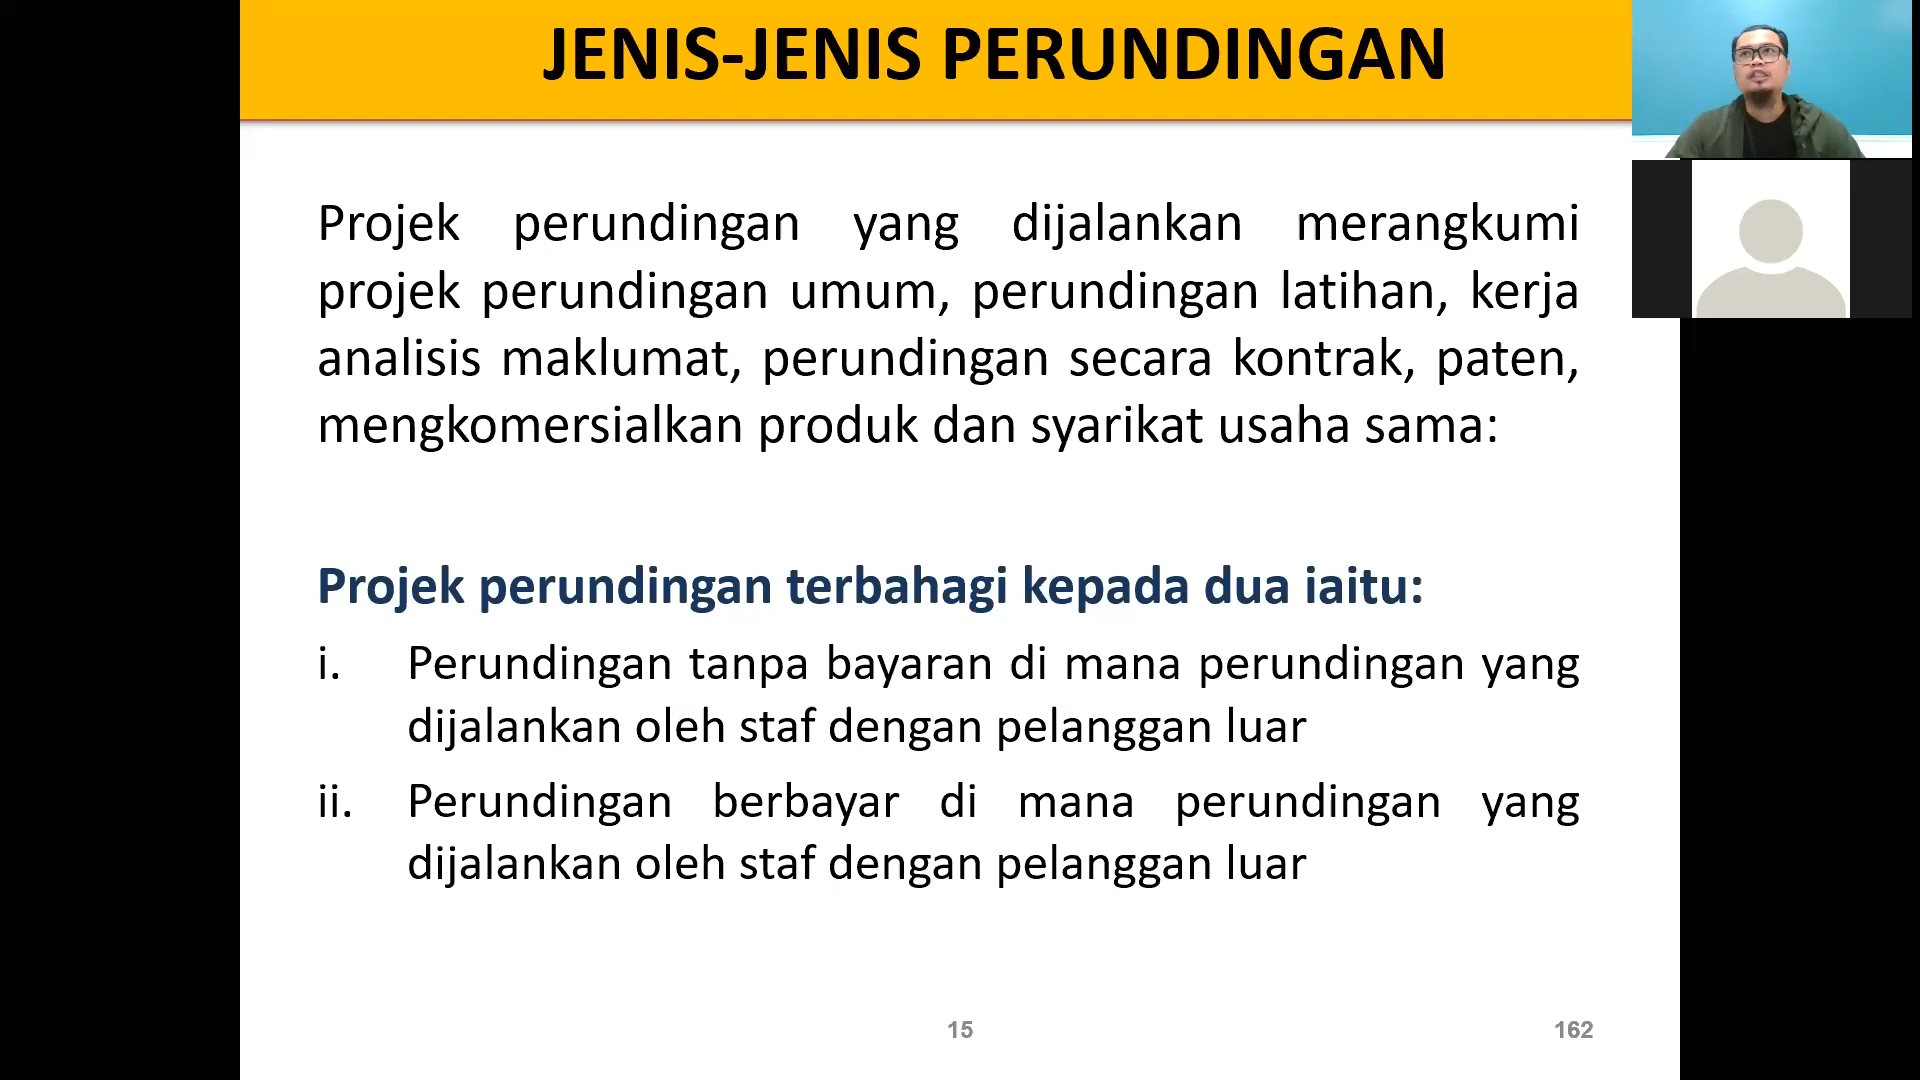 JENIS-JENIS PERUNDINGAN
Projek perundingan yang dijalankan merangkumi
projek perundingan umum, perundingan latihan, kerja
analisis maklumat, perundingan secara kontrak, paten,
mengkomersialkan produk dan syarikat usaha sama:
Projek perundingan terbahagi kepada dua iaitu:
i. Perundingan tanpa bayaran di mana perundingan yang
dijalankan oleh staf dengan pelanggan luar
ii. Perundingan berbayar di mana perundingan yang
dijalankan oleh staf dengan pelanggan luar
15 162